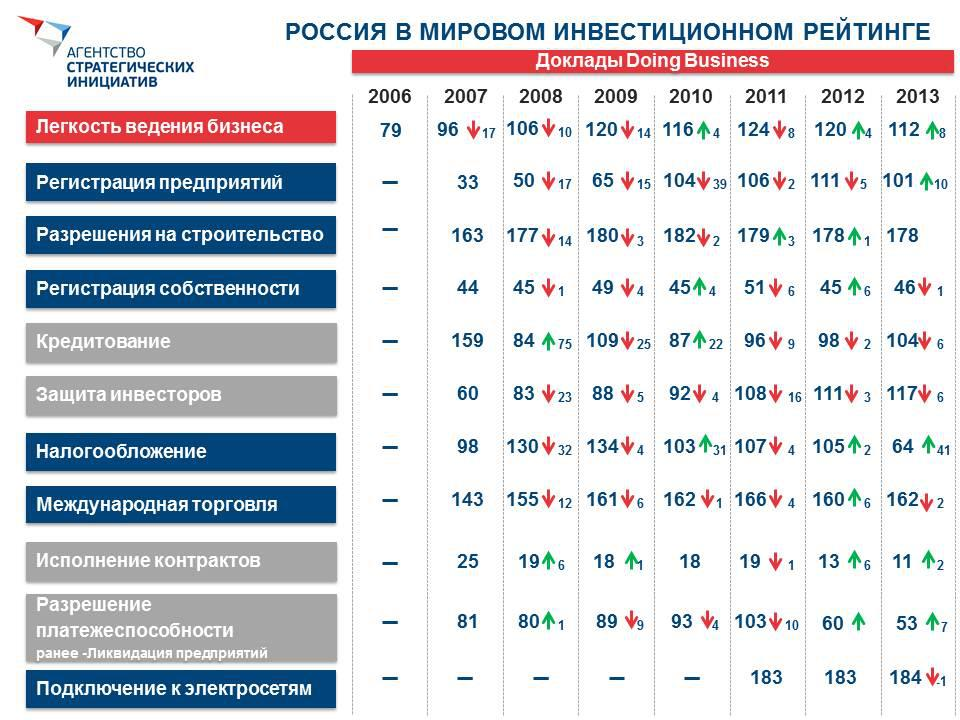 АГЕНТСТВО
СТРАТЕГИЧЕСКИХ
ИНИЦИАТИВ
РОССИЯ В МИРОВОМ ИНВЕСТИЦИОННОМ РЕЙТИНГЕ
Доклады Doing Business
2006 2007 2008 2009 2010 2011 2012 2013
Легкость ведения бизнеса 79 96 17 106 10 120 14 116 4 124 8 120 4 112 8
Регистрация предприятий – 33 50 17 65 15 104 39 106 2 111 5 101 10
Разрешения на строительство – 163 177 14 180 3 182 2 179 3 178 1 178
Регистрация собственности – 44 45 1 49 4 45 4 51 6 45 6 46 1
Кредитование – 159 84 75 109 25 87 22 96 9 98 2 104 6
Защита инвесторов – 60 83 23 88 5 92 4 108 16 111 3 117 6
Налогообложение – 98 130 32 134 4 103 31 107 4 105 2 64 41
Международная торговля – 143 155 12 161 6 162 1 166 4 160 6 162 2
Исполнение контрактов – 25 19 6 18 1 18 19 1 13 6 11 2
Разрешение
платежеспособности – 81 80 1 89 9 93 4 103 10 60 53 7
ранее -Ликвидация предприятий
Подключение к электросетям – – – – – 183 183 184 -1